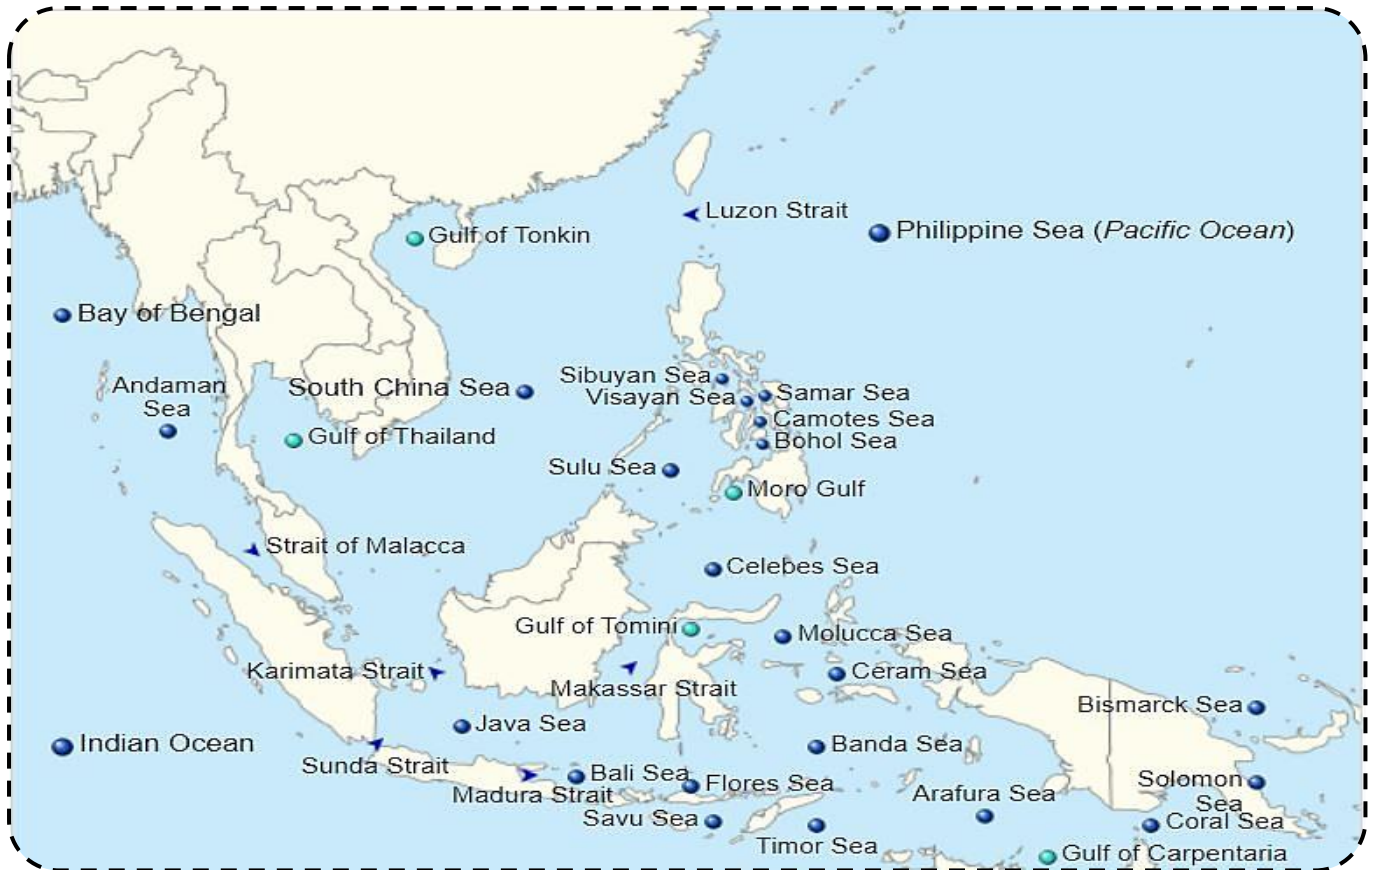 Luzon Strait
Philippine Sea (Pacific Ocean)
Gulf of Tonkin
Bay of Bengal
Andaman
Sea
South China Sea
Sibuyan Sea
Visayan Sea
Samar Sea
Camotes Sea
Bohol Sea
Gulf of Thailand
Sulu Sea
Moro Gulf
Strait of Malacca
Celebes Sea
Gulf of Tomini
Molucca Sea
Karimata Strait
Makassar Strait
Ceram Sea
Bismarck Sea
Java Sea
Indian Ocean
Banda Sea
Sunda Strait
Bali Sea
Flores Sea
Madura Strait
Arafura Sea
Solomon
Sea
Savu Sea
Coral Sea
Timor Sea
Gulf of Carpentaria